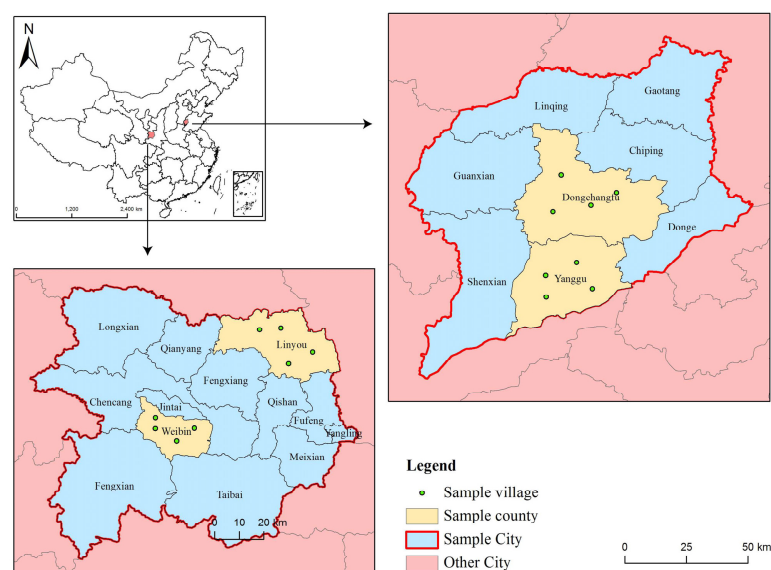 N
0 1,200 2,400 km
Gaotang
Linqing
Chiping
Guanxian
Dongchangfu
Donge
Shenxian
Yanggu
Longxian
Qianyang
Linyou
Fengxiang
Chencang
Jintai
Qishan
Weibin
Fufeng
Yangling
Meixian
Fengxian
Taibai
0 10 20 km
Legend
Sample village
Sample county
Sample City
Other City
0 25 50 km